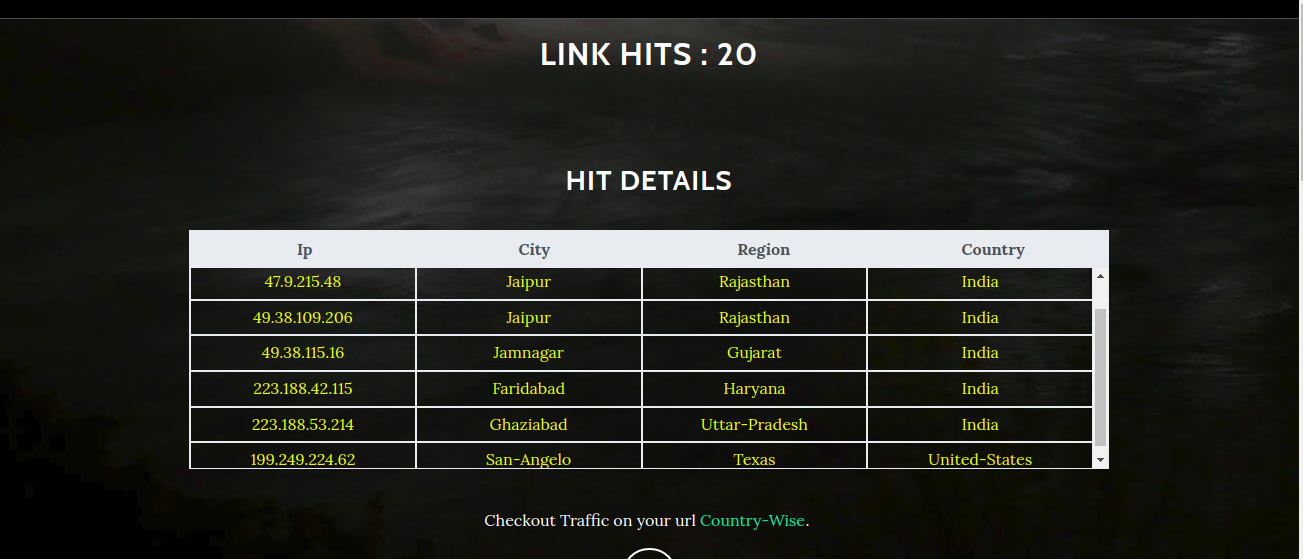 LINK HITS : 20
HIT DETAILS
Ip City Region Country
47.9.215.48 Jaipur Rajasthan India
49.38.109.206 Jaipur Rajasthan India
49.38.115.16 Jamnagar Gujarat India
223.188.42.115 Faridabad Haryana India
223.188.53.214 Ghaziabad Uttar-Pradesh India
199.249.224.62 San-Angelo Texas United-States
Checkout Traffic on your url Country-Wise.